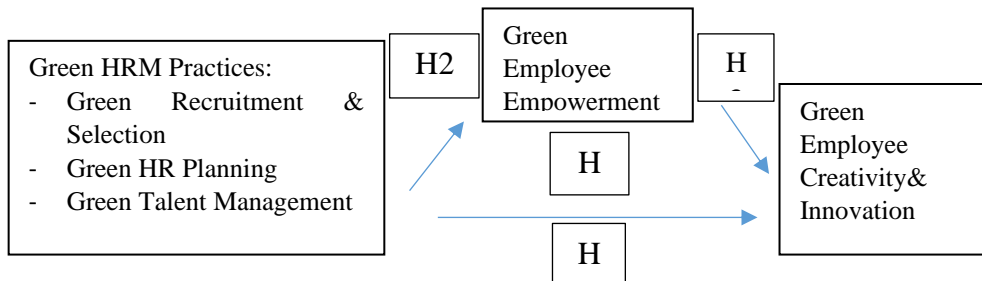 Green HRM Practices:
- Green Recruitment &
Selection
- Green HR Planning
- Green Talent Management
H2
Green
Employee
Empowerment
H
H
H
Green
Employee
Creativity&
Innovation